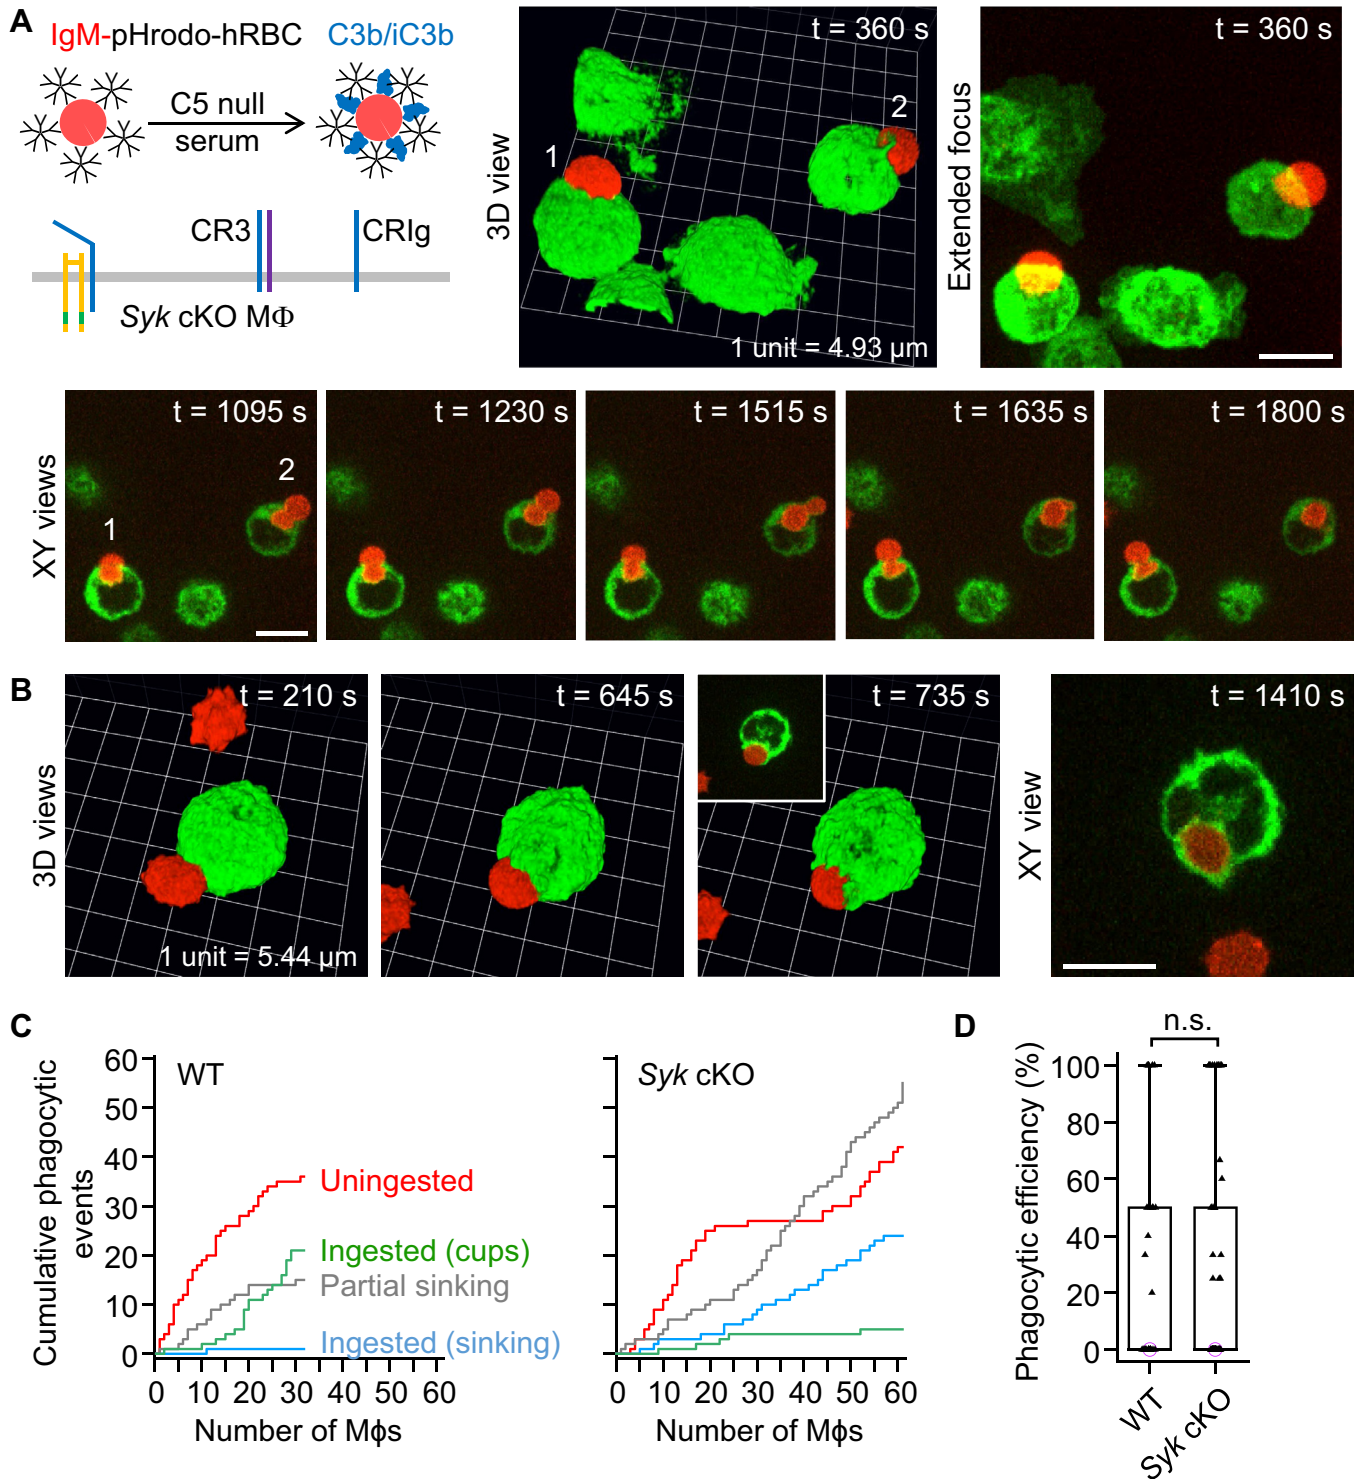 A
IgM-pHrodo-hRBC
C3b/iC3b
C5 null
serum
CR3
CRIg
Syk cKO MΦ
3D view
t = 360 s
1
2
1 unit = 4.93 µm
Extended focus
t = 360 s
XY views
t = 1095 s
1
2
t = 1230 s
t = 1515 s
t = 1635 s
t = 1800 s
B
3D views
t = 210 s
1 unit = 5.44 µm
t = 645 s
t = 735 s
XY view
t = 1410 s
C
Cumulative phagocytic
events
60
50
40
30
20
10
0
WT
Uningested
Ingested (cups)
Partial sinking
Ingested (sinking)
0 10 20 30 40 50 60
Number of Mϕs
Syk cKO
0 10 20 30 40 50 60
Number of Mϕs
D
n.s.
Phagocytic efficiency (%)
100
80
60
40
20
0
WT
Syk cKO